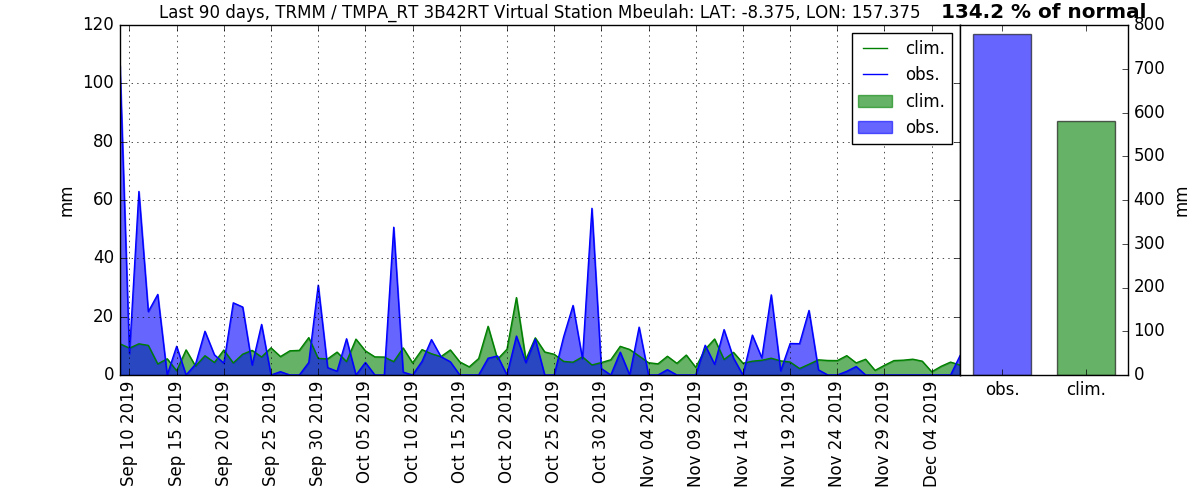 Last 90 days, TRMM / TMPA_RT 3B42RT Virtual Station Mbeulah: LAT: -8.375, LON: 157.375
134.2 % of normal
120
100
80
60
40
20
0
mm
clim.
obs.
clim.
obs.
Sep 10 2019
Sep 15 2019
Sep 20 2019
Sep 25 2019
Sep 30 2019
Oct 05 2019
Oct 10 2019
Oct 15 2019
Oct 20 2019
Oct 25 2019
Oct 30 2019
Nov 04 2019
Nov 09 2019
Nov 14 2019
Nov 19 2019
Nov 24 2019
Nov 29 2019
Dec 04 2019
800
700
600
500
400
300
200
100
0
mm
obs.
clim.